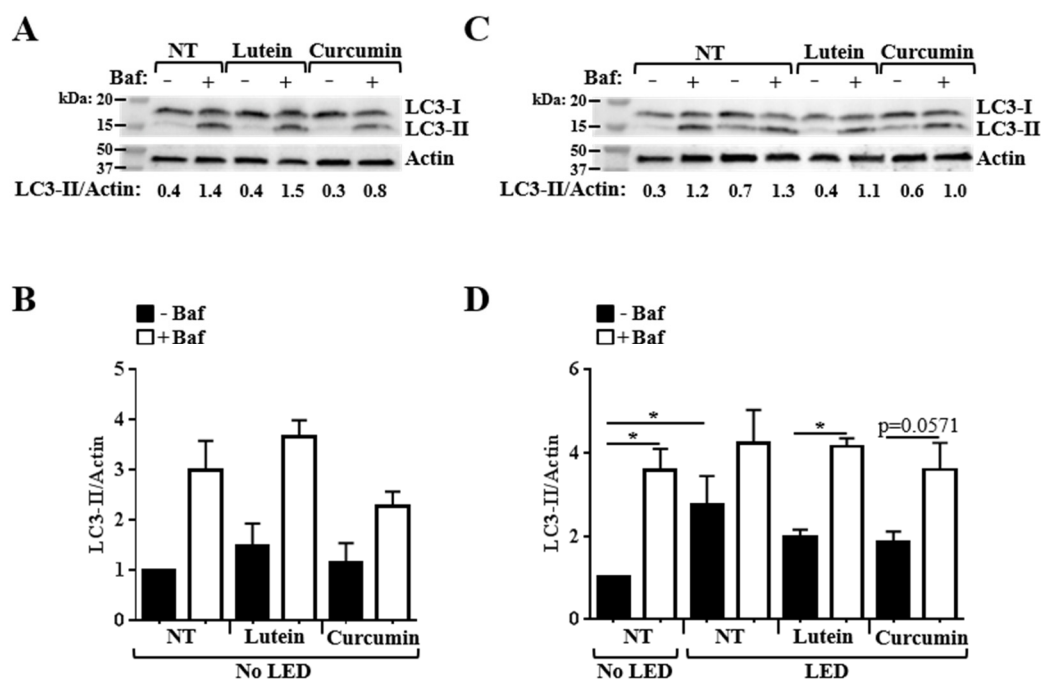 A
NT Lutein Curcumin
Baf: - + - + - +
kDa: 20
LC3-I
15
LC3-II
50
Actin
37
LC3-II/Actin: 0.4 1.4 0.4 1.5 0.3 0.8
C
NT Lutein Curcumin
Baf: - + - + - + - +
kDa: 20
LC3-I
15
LC3-II
50
Actin
37
LC3-II/Actin: 0.3 1.2 0.7 1.3 0.4 1.1 0.6 1.0
B
- Baf
+ Baf
LC3-II/Actin
5
4
3
2
1
0
NT Lutein Curcumin
No LED
D
- Baf
+ Baf
LC3-II/Actin
6
4
2
0
* * * p=0.0571
NT NT Lutein Curcumin
No LED LED